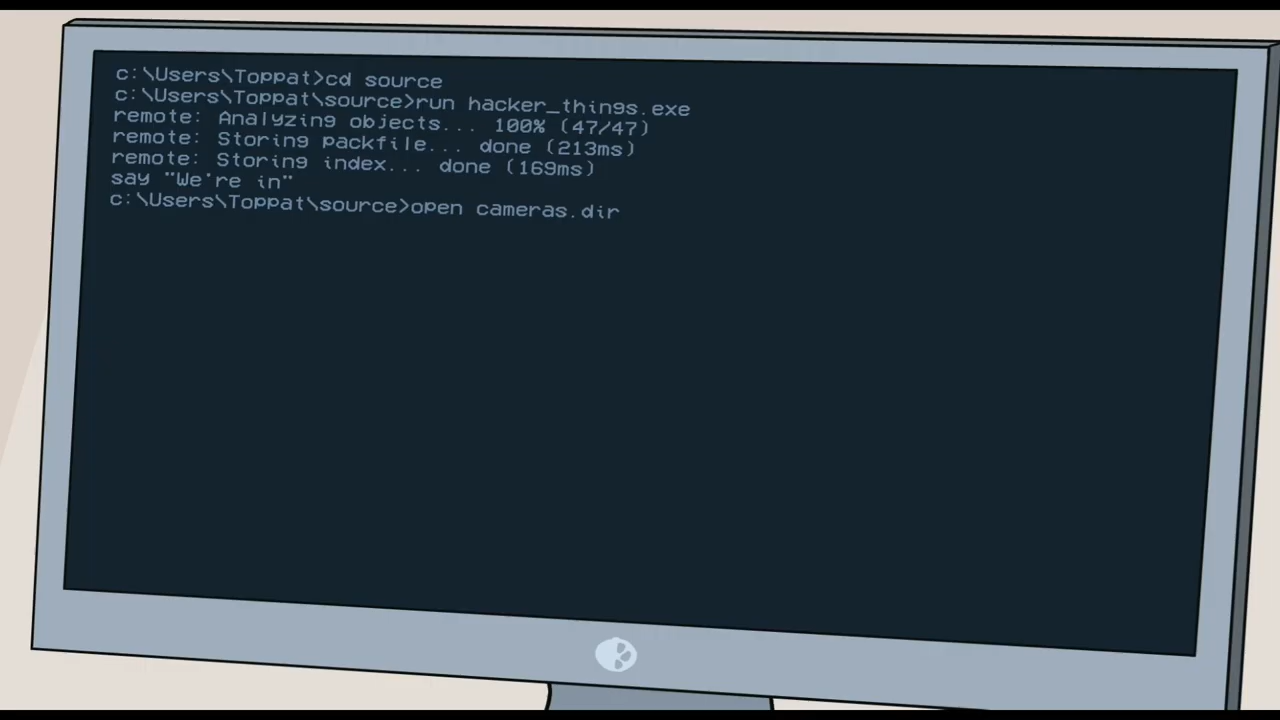 c:\Users\Toppat>cd source
c:\Users\Toppat\source>run hacker_things.exe
remote: Analyzing objects... 100% (47/47)
remote: Storing packfile... done (213ms)
remote: Storing index... done (169ms)
say "We're in"
c:\Users\Toppat\source>open cameras.dir